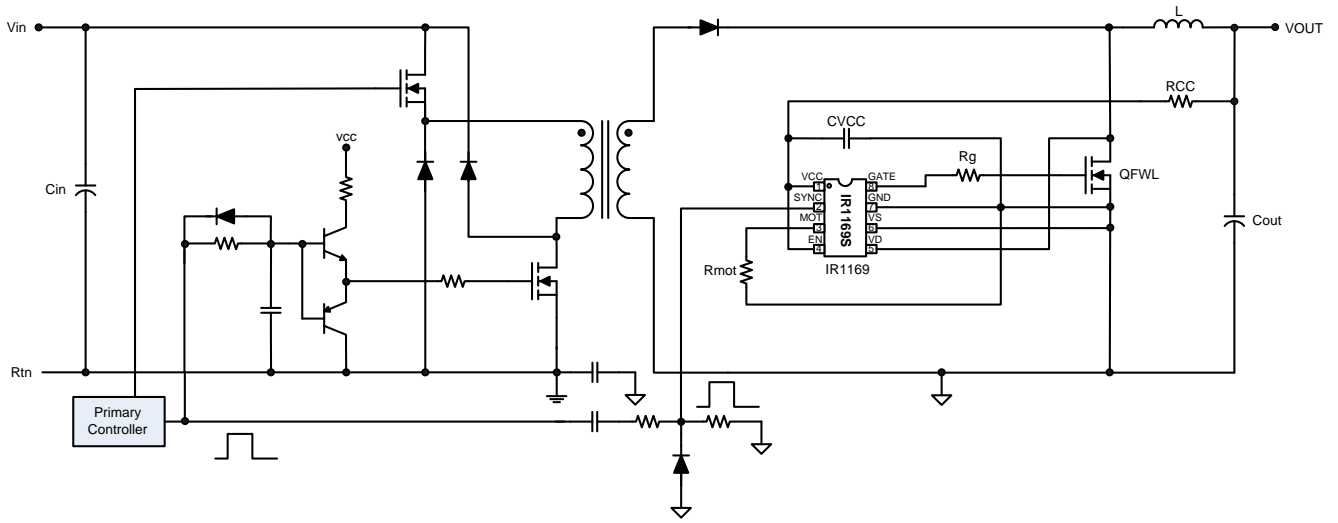 L
Vin
VOUT
RCC
CVCC
vcc
Rg
VCC
GATE
1
8
QFWL
SYNC
GND
2
7
Cin
MOT
IR1169S
VS
3
6
Cout
EN
VD
4
5
Rmot
IR1169
Rtn
Primary
Controller